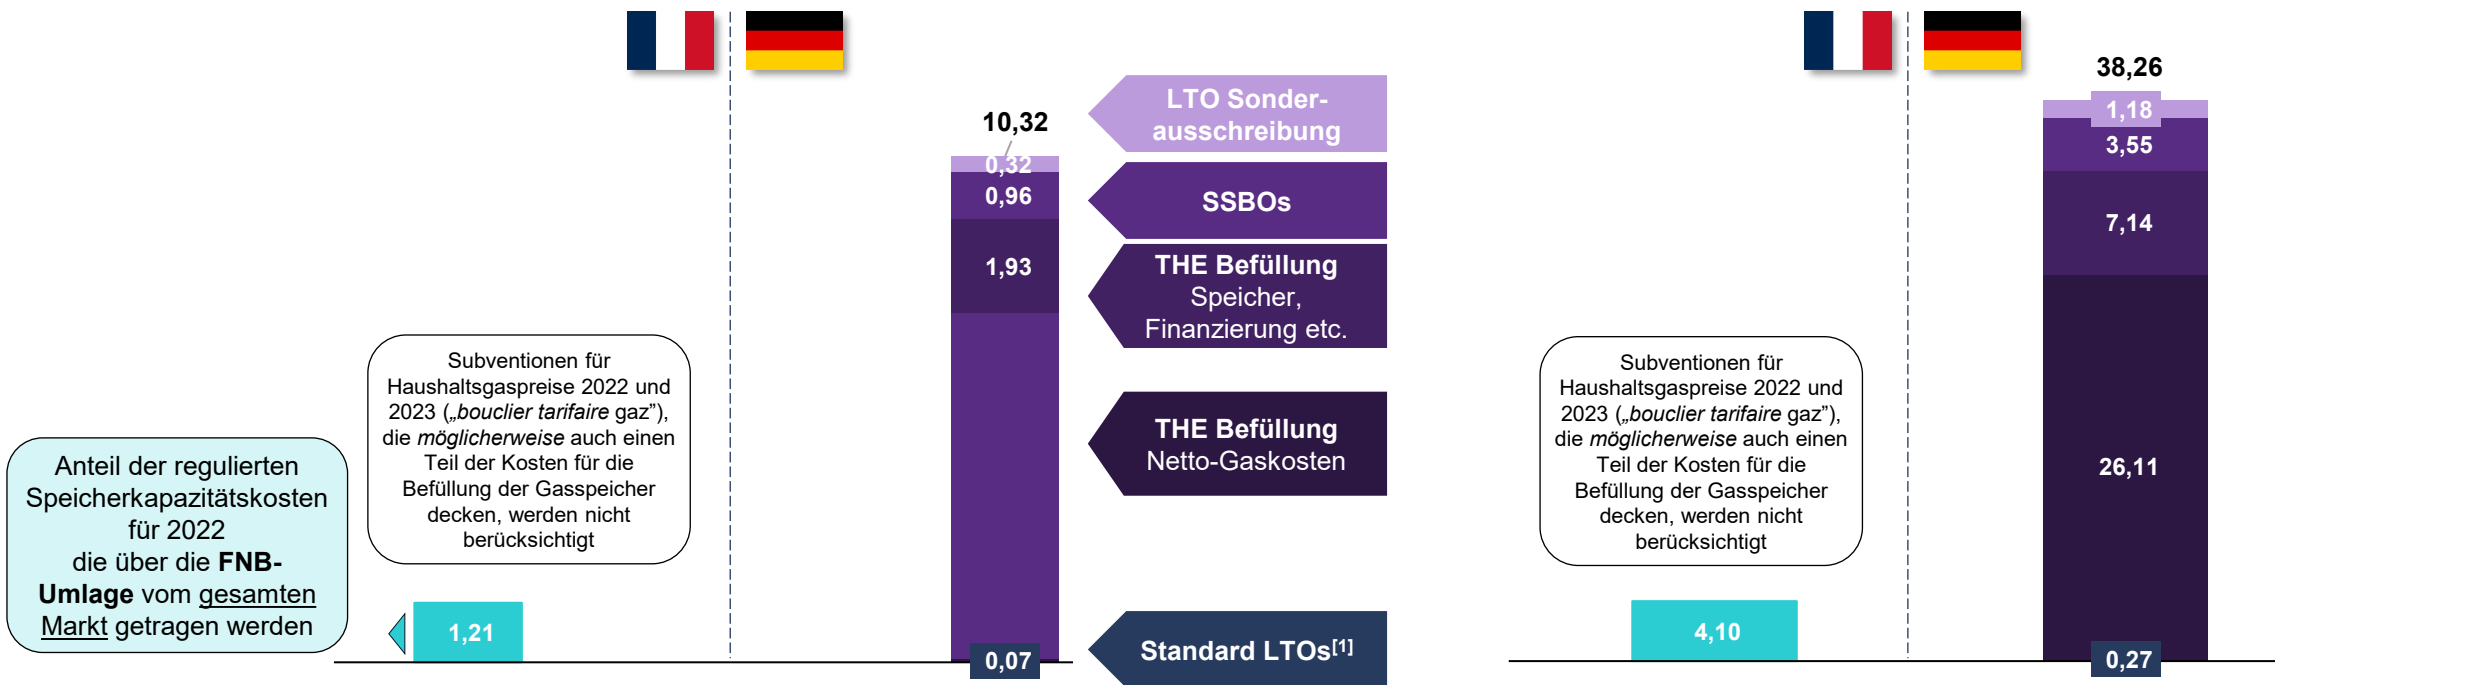 10,32
0,32
0,96
1,93
0,07
LTO Sonder-
ausschreibung
SSBOs
THE Befüllung
Speicher,
Finanzierung etc.
THE Befüllung
Netto-Gaskosten
Standard LTOs[1]
Subventionen für
Haushaltsgaspreise 2022 und
2023 („bouclier tarifaire gaz”),
die möglicherweise auch einen
Teil der Kosten für die
Befüllung der Gasspeicher
decken, werden nicht
berücksichtigt
Anteil der regulierten
Speicherkapazitätskosten
für 2022
die über die FNB-
Umlage vom gesamten
Markt getragen werden
1,21
38,26
1,18
3,55
7,14
26,11
0,27
Subventionen für
Haushaltsgaspreise 2022 und
2023 („bouclier tarifaire gaz”),
die möglicherweise auch einen
Teil der Kosten für die
Befüllung der Gasspeicher
decken, werden nicht
berücksichtigt
4,10